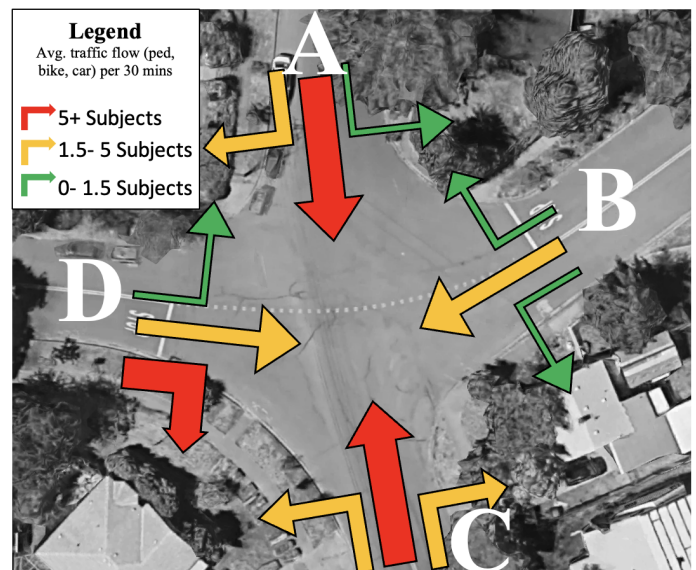 Legend
Avg. traffic flow (ped,
bike, car) per 30 mins
5+ Subjects
1.5- 5 Subjects
0- 1.5 Subjects
A
B
D
C